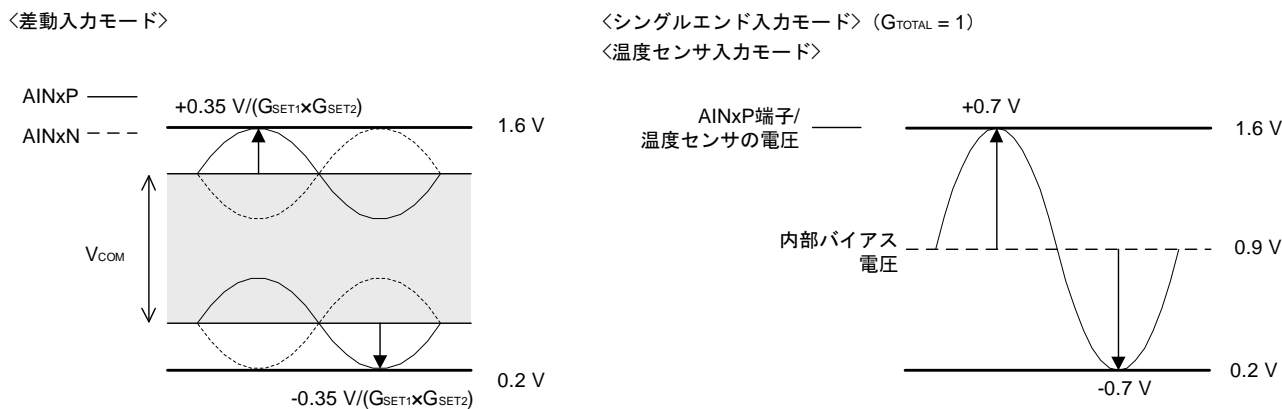 〈差動入力モード〉
AINxP
AINxN
+0.35 V/(GSET1×GSET2)
1.6 V
VCOM
0.2 V
-0.35 V/(GSET1×GSET2)
〈シングルエンド入力モード〉（GTOTAL = 1）
〈温度センサ入力モード〉
AINxP端子/
温度センサの電圧
+0.7 V
1.6 V
内部バイアス
電圧
0.9 V
0.2 V
-0.7 V